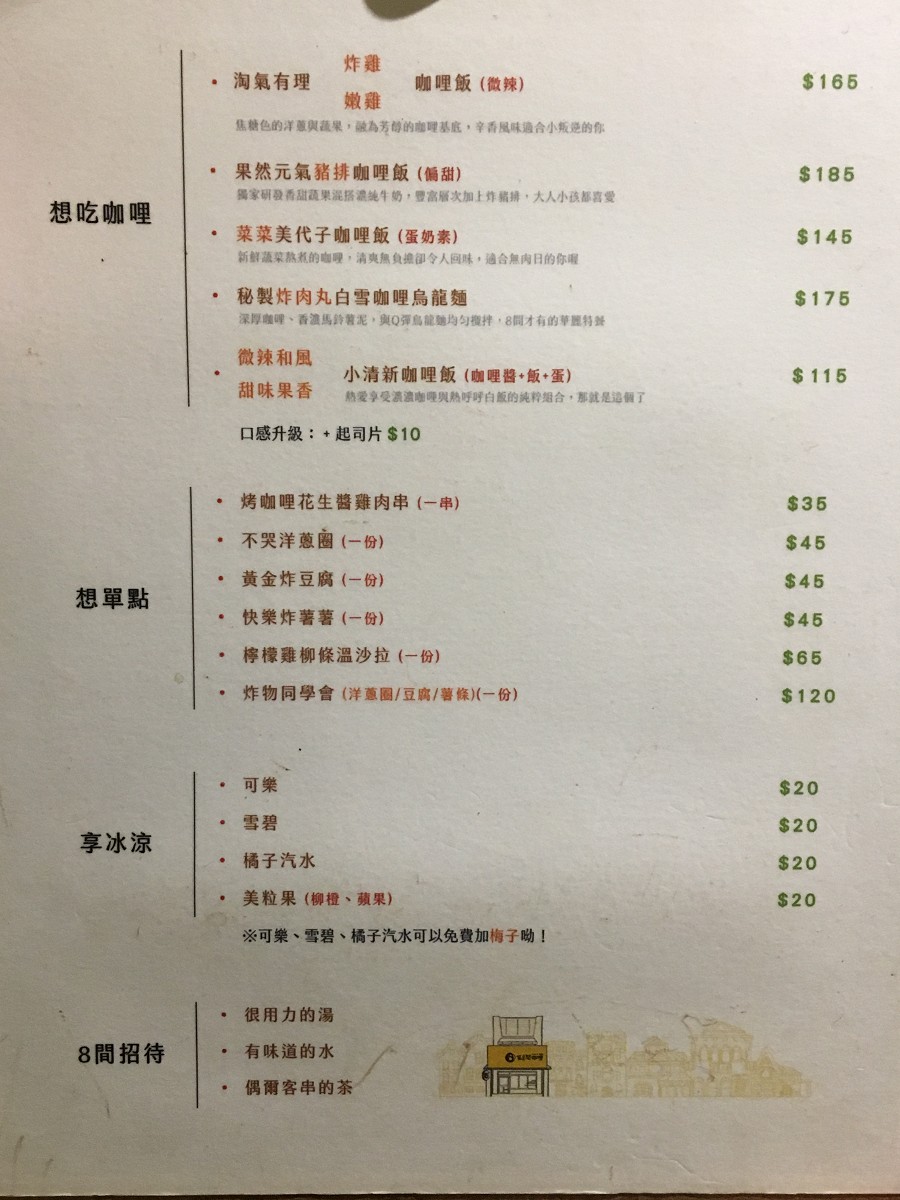 想吃咖哩
• 淘氣有理 炸雞 嫩雞 咖哩飯 (微辣) $165
焦糖色的洋蔥與蔬果，融為芳醇的咖哩基底，辛香風味適合小叛逆的你
• 果然元氣豬排咖哩飯 (偏甜) $185
獨家研發香甜蔬果混搭濃純牛奶，豐富層次加上炸豬排，大人小孩都喜愛
• 菜菜美代子咖哩飯 (蛋奶素) $145
新鮮蔬菜熬煮的咖哩，清爽無負擔卻令人回味，適合無肉日的你喔
• 秘製炸肉丸白雪咖哩烏龍麵 $175
深厚咖哩、香濃馬鈴薯泥，與Q彈烏龍麵均勻攪拌，8間才有的華麗特餐
• 微辣和風 甜味果香 小清新咖哩飯 (咖哩醬+飯+蛋) $115
熱愛享受濃濃咖哩與熱呼呼白飯的純粹組合，那就是這個了
口感升級：+ 起司片 $10
想單點
• 烤咖哩花生醬雞肉串 (一串) $35
• 不哭洋蔥圈 (一份) $45
• 黃金炸豆腐 (一份) $45
• 快樂炸薯薯 (一份) $45
• 檸檬雞柳條溫沙拉 (一份) $65
• 炸物同學會 (洋蔥圈/豆腐/薯條)(一份) $120
享冰涼
• 可樂 $20
• 雪碧 $20
• 橘子汽水 $20
• 美粒果 (柳橙、蘋果) $20
※可樂、雪碧、橘子汽水可以免費加梅子呦！
8間招待
• 很用力的湯
• 有味道的水
• 偶爾客串的茶